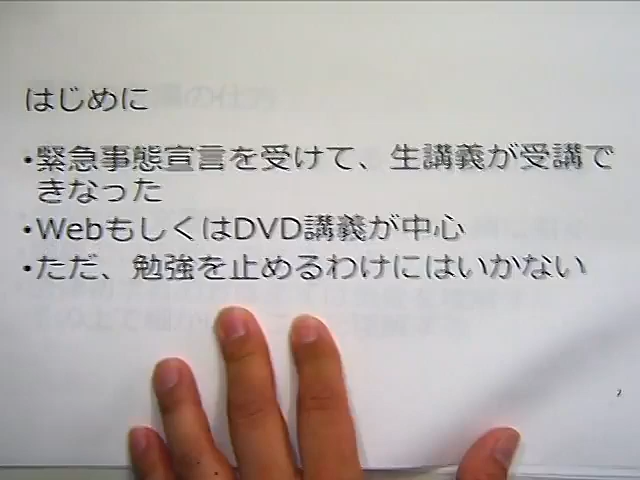 はじめに
・緊急事態宣言を受けて、生講義が受講で
きなった
・WebもしくはDVD講義が中心
・ただ、勉強を止めるわけにはいかない